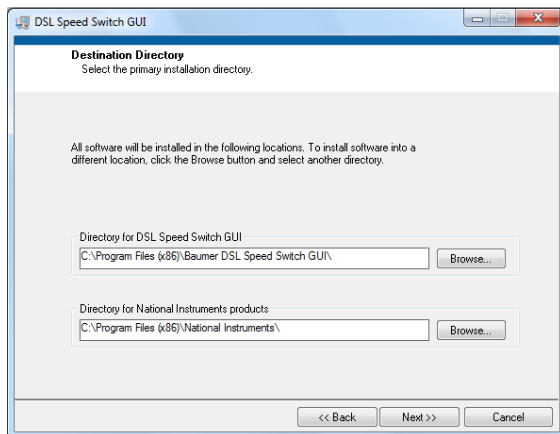 DSL Speed Switch GUI
Destination Directory
Select the primary installation directory.
All software will be installed in the following locations. To install software into a
different location, click the Browse button and select another directory.
Directory for DSL Speed Switch GUI
C:\Program Files (x86)\Baumer DSL Speed Switch GUI\
Browse...
Directory for National Instruments products
C:\Program Files (x86)\National Instruments\
Browse...
<< Back
Next >>
Cancel